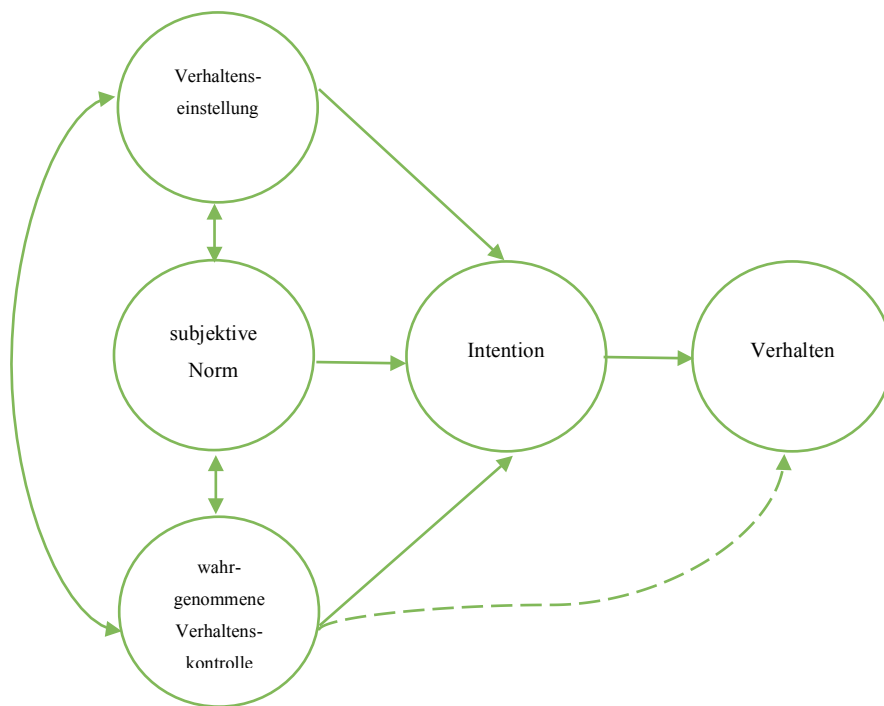 Verhaltens-
einstellung
subjektive
Norm
Intention
Verhalten
wahr-
genommene
Verhaltens-
kontrolle